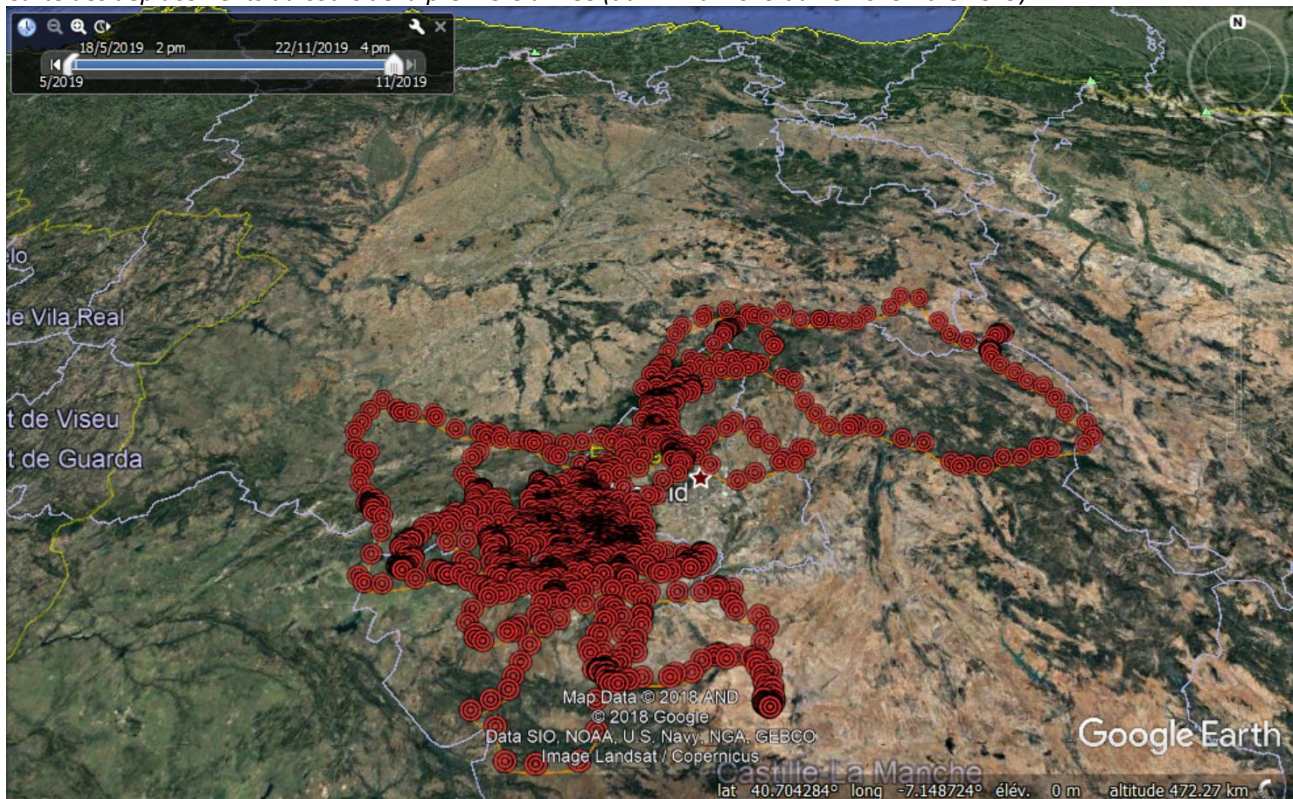 18/5/2019 2 pm
22/11/2019 4 pm
5/2019
11/2019
N
elo
de Vila Real
t de Viseu
t de Guarda
id
Map Data © 2018 AND
© 2018 Google
Data SIO, NOAA, U.S. Navy, NGA, GEBCO
Image Landsat / Copernicus
Google Earth
Castille-La Manche
lat 40.704284° long -7.148724° élév. 0 m altitude 472.27 km